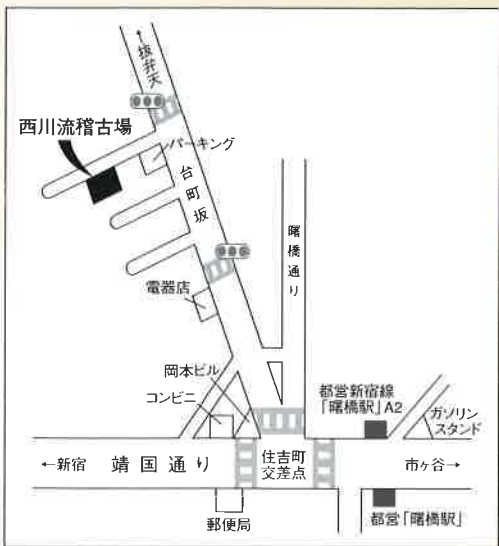 ←抜弁天
西川流稽古場
パーキング
台町坂
曙橋通り
電器店
岡本ビル
コンビニ
都営新宿線
「曙橋駅」A2
ガソリン
スタンド
←新宿 靖国通り
住吉町
交差点
市ヶ谷→
郵便局
都営「曙橋駅」